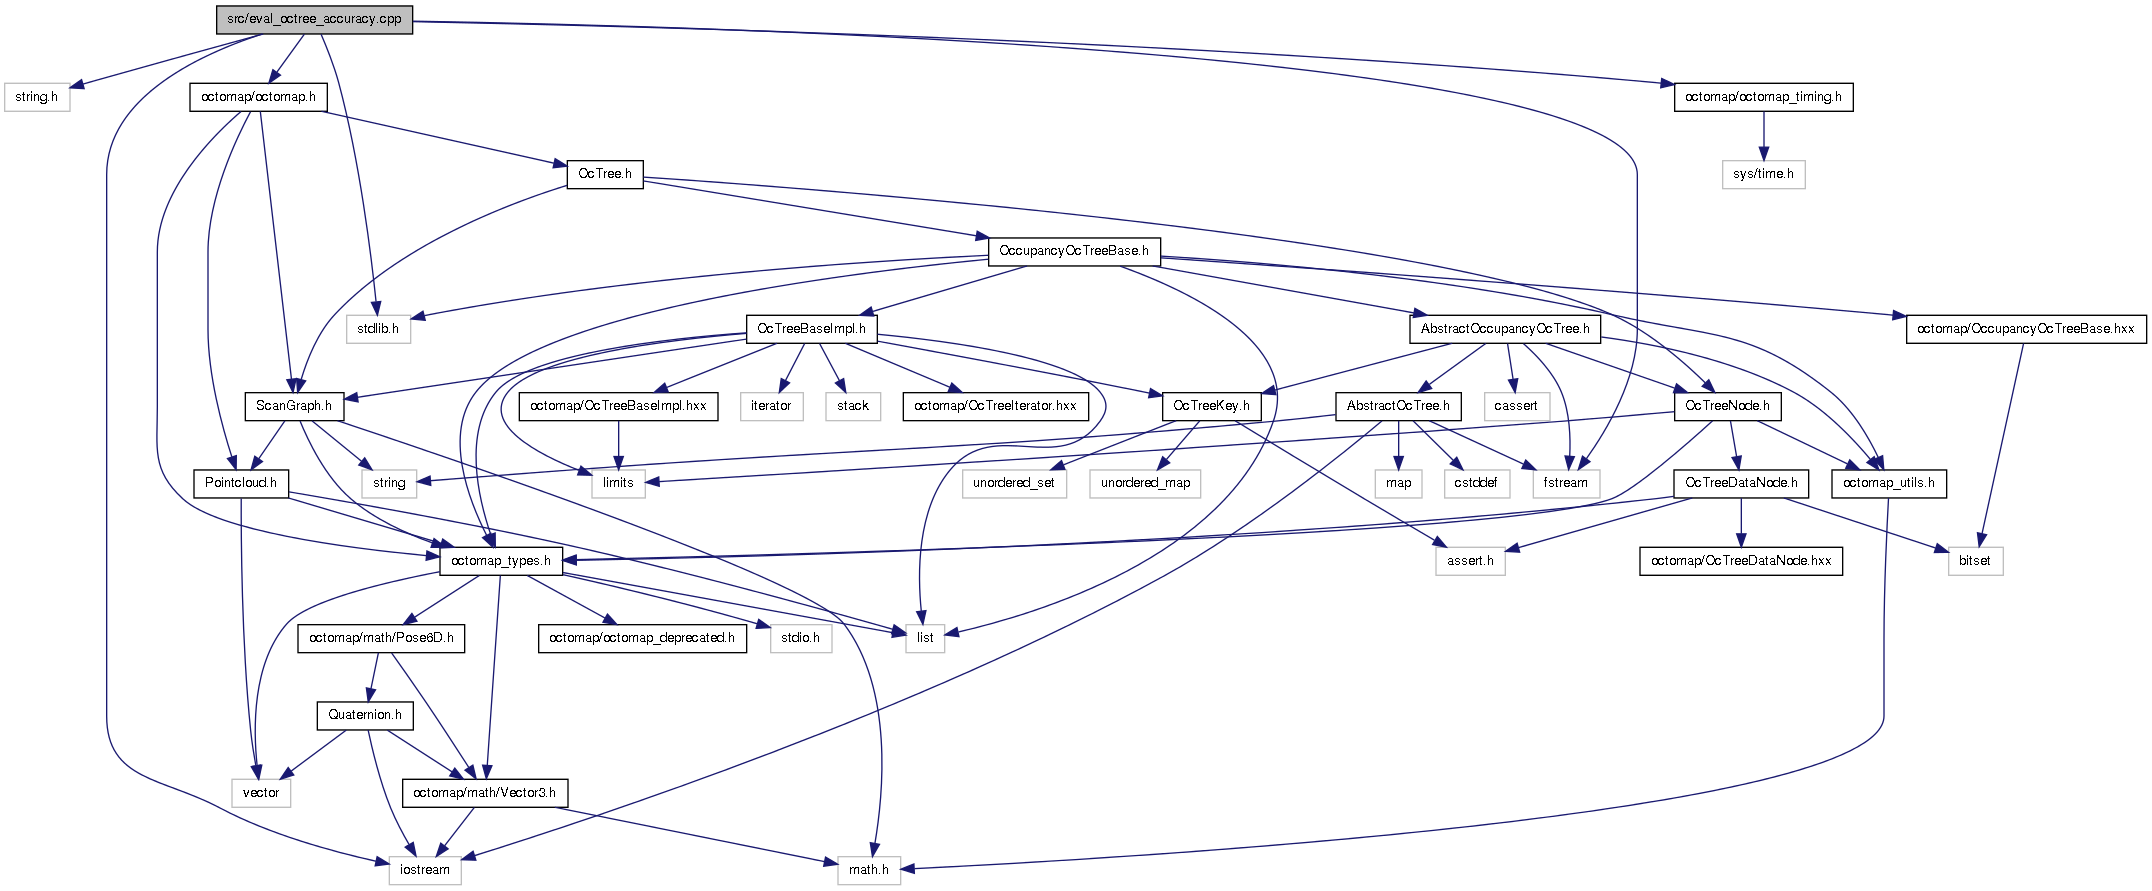 src/eval_octree_accuracy.cpp
string.h
octomap/octomap.h
octomap/octomap_timing.h
OcTree.h
sys/time.h
OccupancyOcTreeBase.h
stdlib.h
OcTreeBaseImpl.h
AbstractOccupancyOcTree.h
octomap/OccupancyOcTreeBase.hxx
ScanGraph.h
octomap/OcTreeBaseImpl.hxx
iterator
stack
octomap/OcTreeIterator.hxx
OcTreeKey.h
AbstractOcTree.h
cassert
OcTreeNode.h
Pointcloud.h
string
limits
unordered_set
unordered_map
map
cstddef
fstream
OcTreeDataNode.h
octomap_utils.h
octomap_types.h
assert.h
octomap/OcTreeDataNode.hxx
bitset
octomap/math/Pose6D.h
octomap/octomap_deprecated.h
stdio.h
list
Quaternion.h
vector
octomap/math/Vector3.h
iostream
math.h